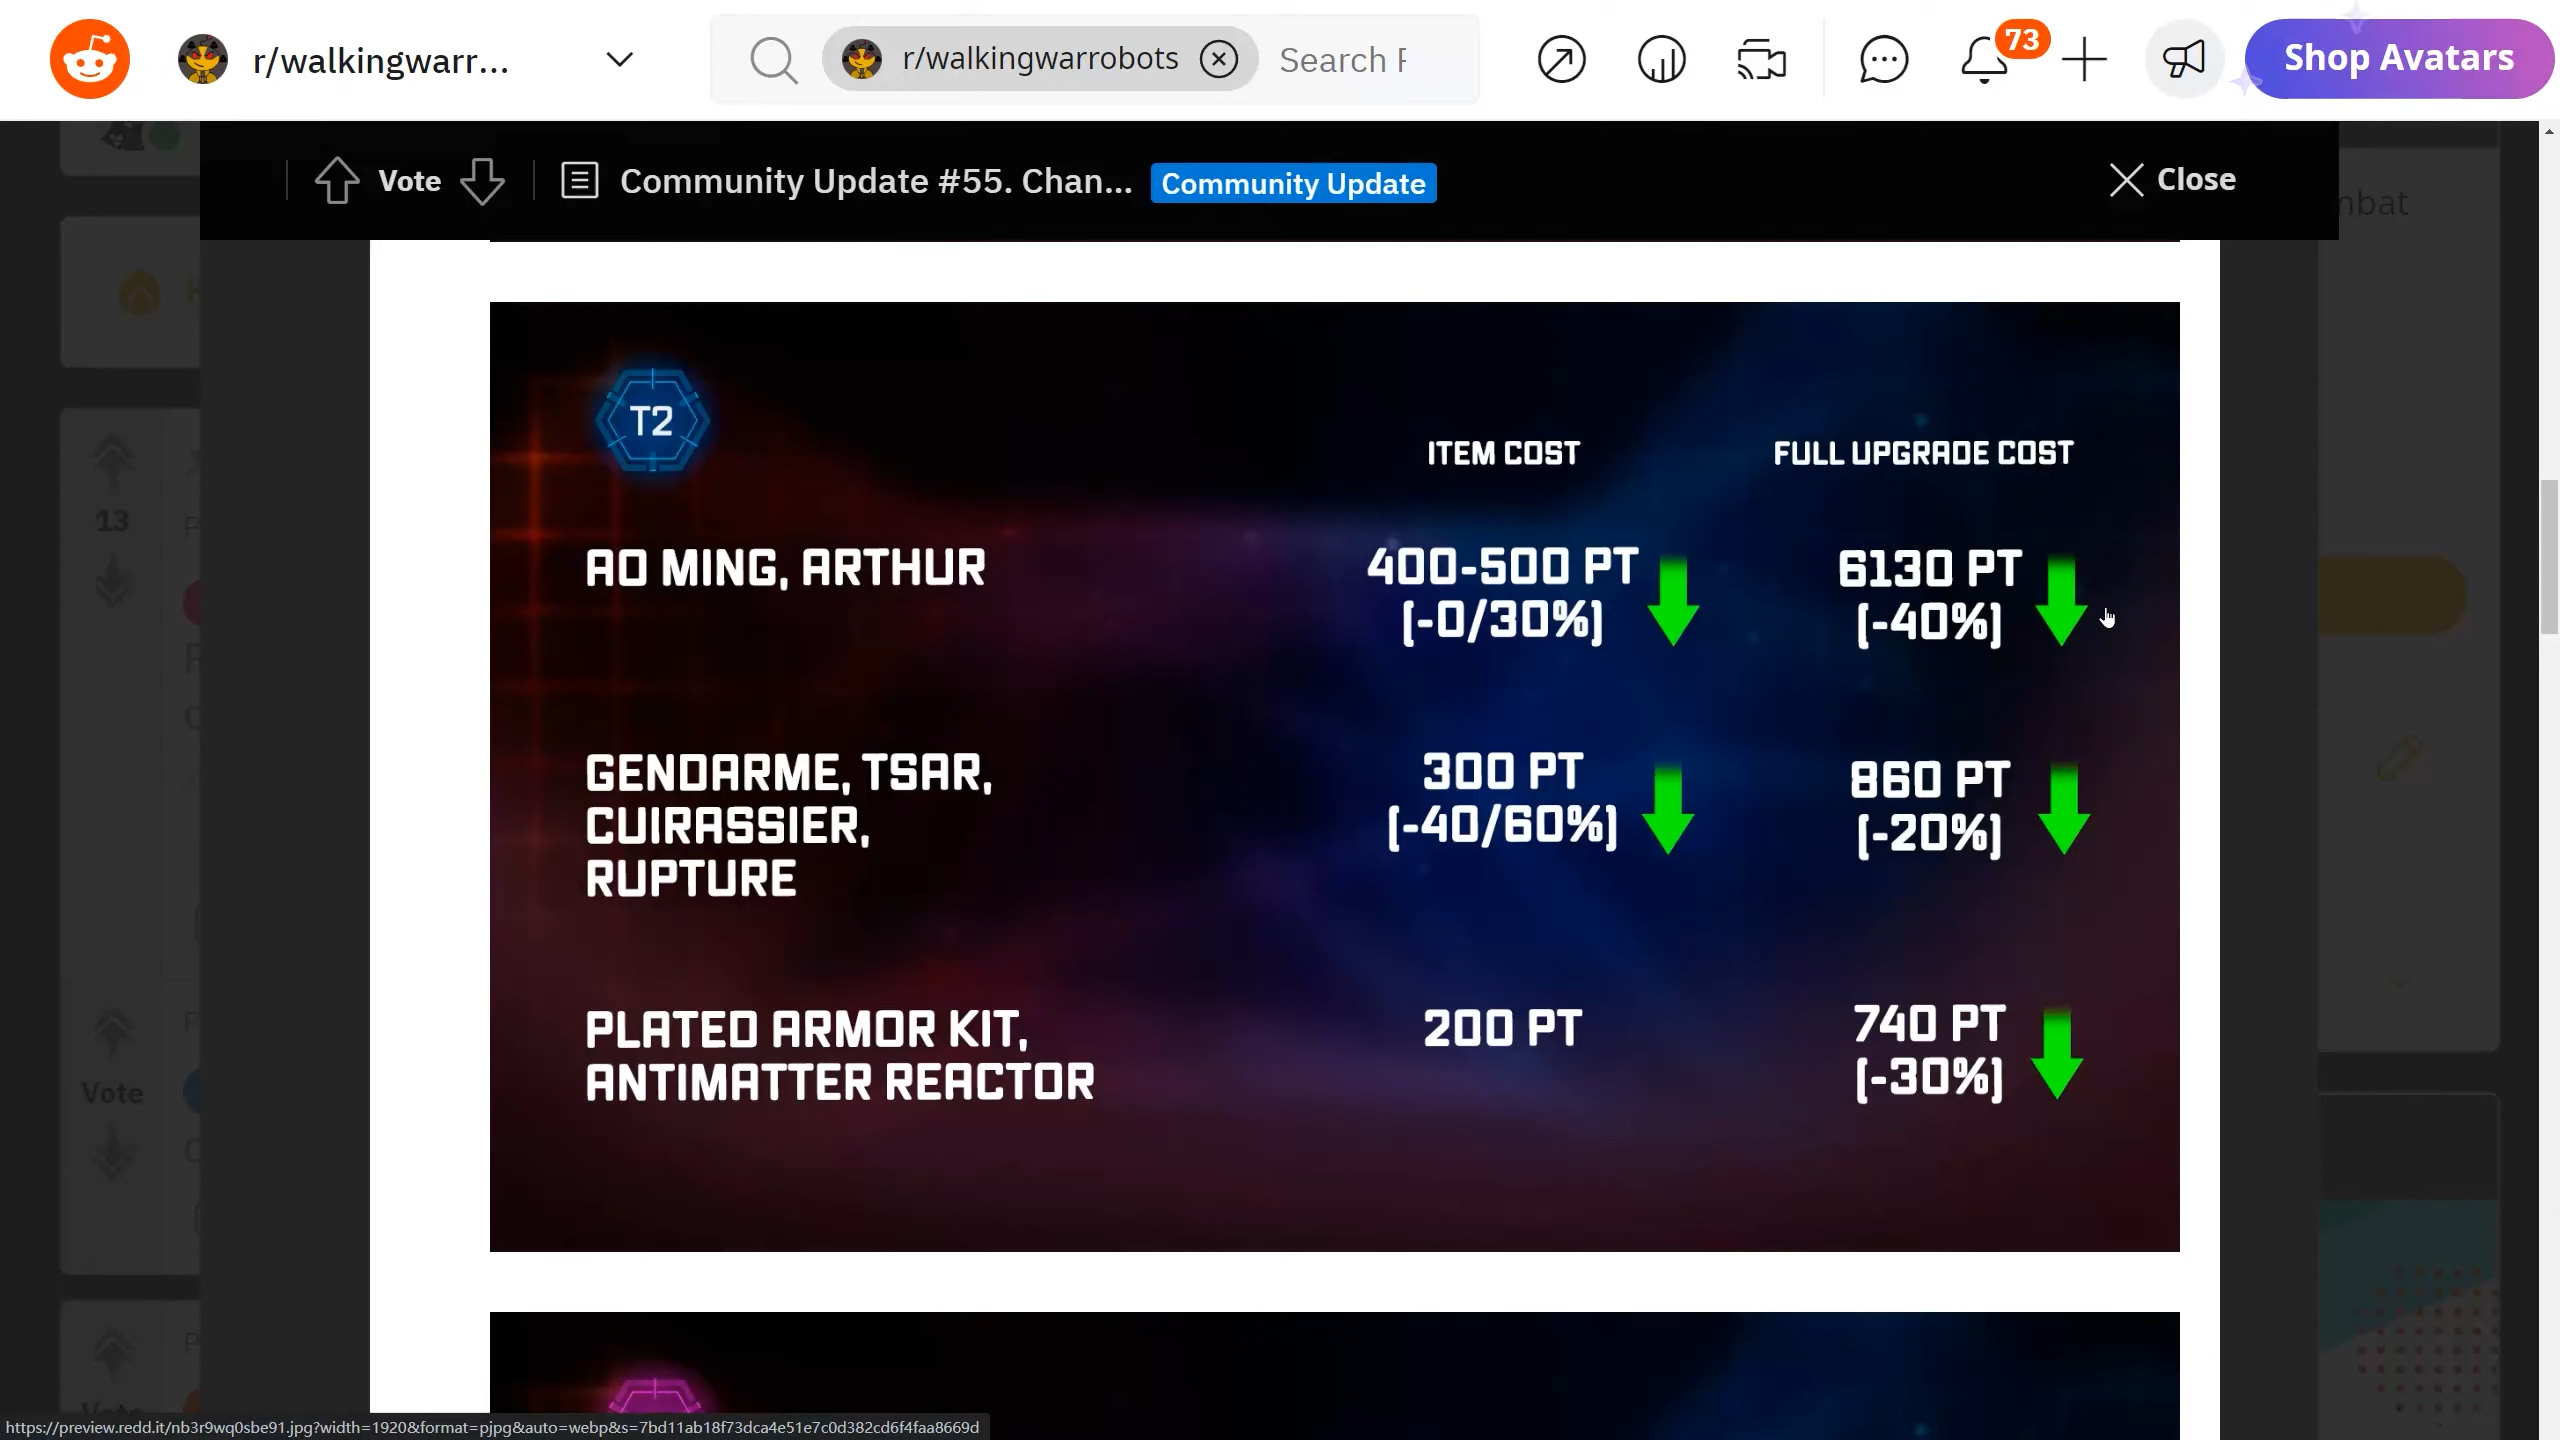 r/walkingwarr...
r/walkingwarrobots
Search
73
Shop Avatars
Vote
Community Update #55. Chan...
Community Update
Close
13
T2
ITEM COST
FULL UPGRADE COST
AO MING, ARTHUR
400-500 PT
(-0/30%)
6130 PT
(-40%)
GENDARME, TSAR,
CUIRASSIER,
RUPTURE
300 PT
(-40/60%)
860 PT
(-20%)
PLATED ARMOR KIT,
ANTIMATTER REACTOR
200 PT
740 PT
(-30%)
Vote
https://preview.redd.it/nb3r9wq0sbe91.jpg?width=1920&format=pjpg&auto=webp&s=7bd11ab18f73dca4e51e7c0d382cd6f4faa8669d